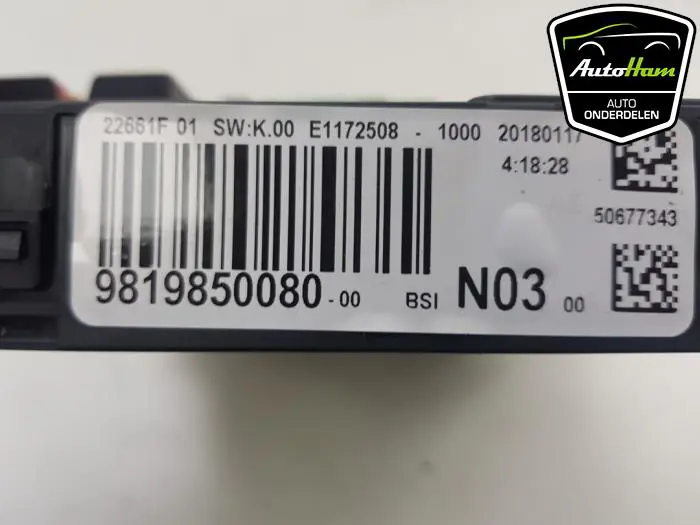 AutoHam
AUTO
ONDERDELEN
22661F 01 SW:K.00 E1172508 - 1000 20180117
4:18:28
50677343
9819850080 -00 BSI N03 00